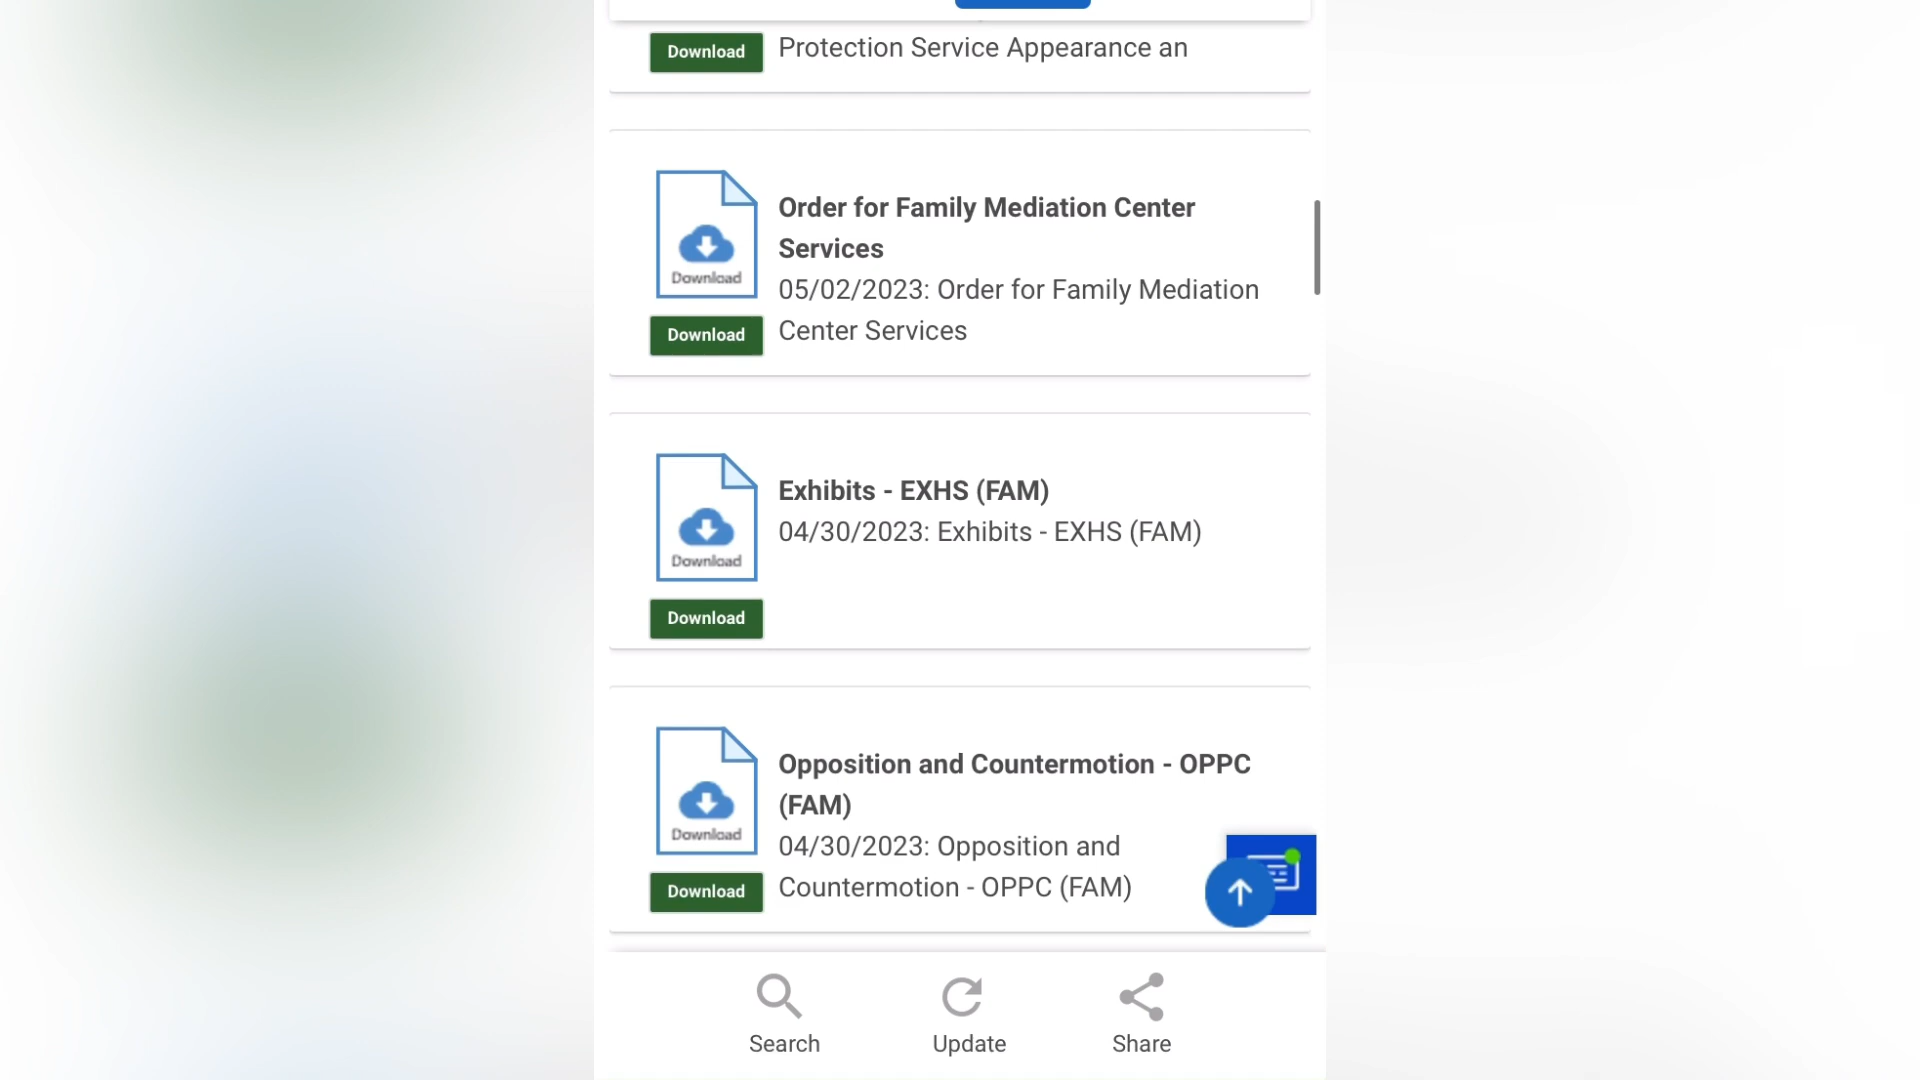 Protection Service Appearance an
Download
Order for Family Mediation Center
Services
05/02/2023: Order for Family Mediation
Center Services
Download
Download
Exhibits - EXHS (FAM)
04/30/2023: Exhibits - EXHS (FAM)
Download
Download
Opposition and Countermotion - OPPC
(FAM)
04/30/2023: Opposition and
Countermotion - OPPC (FAM)
Download
Download
Search
Update
Share